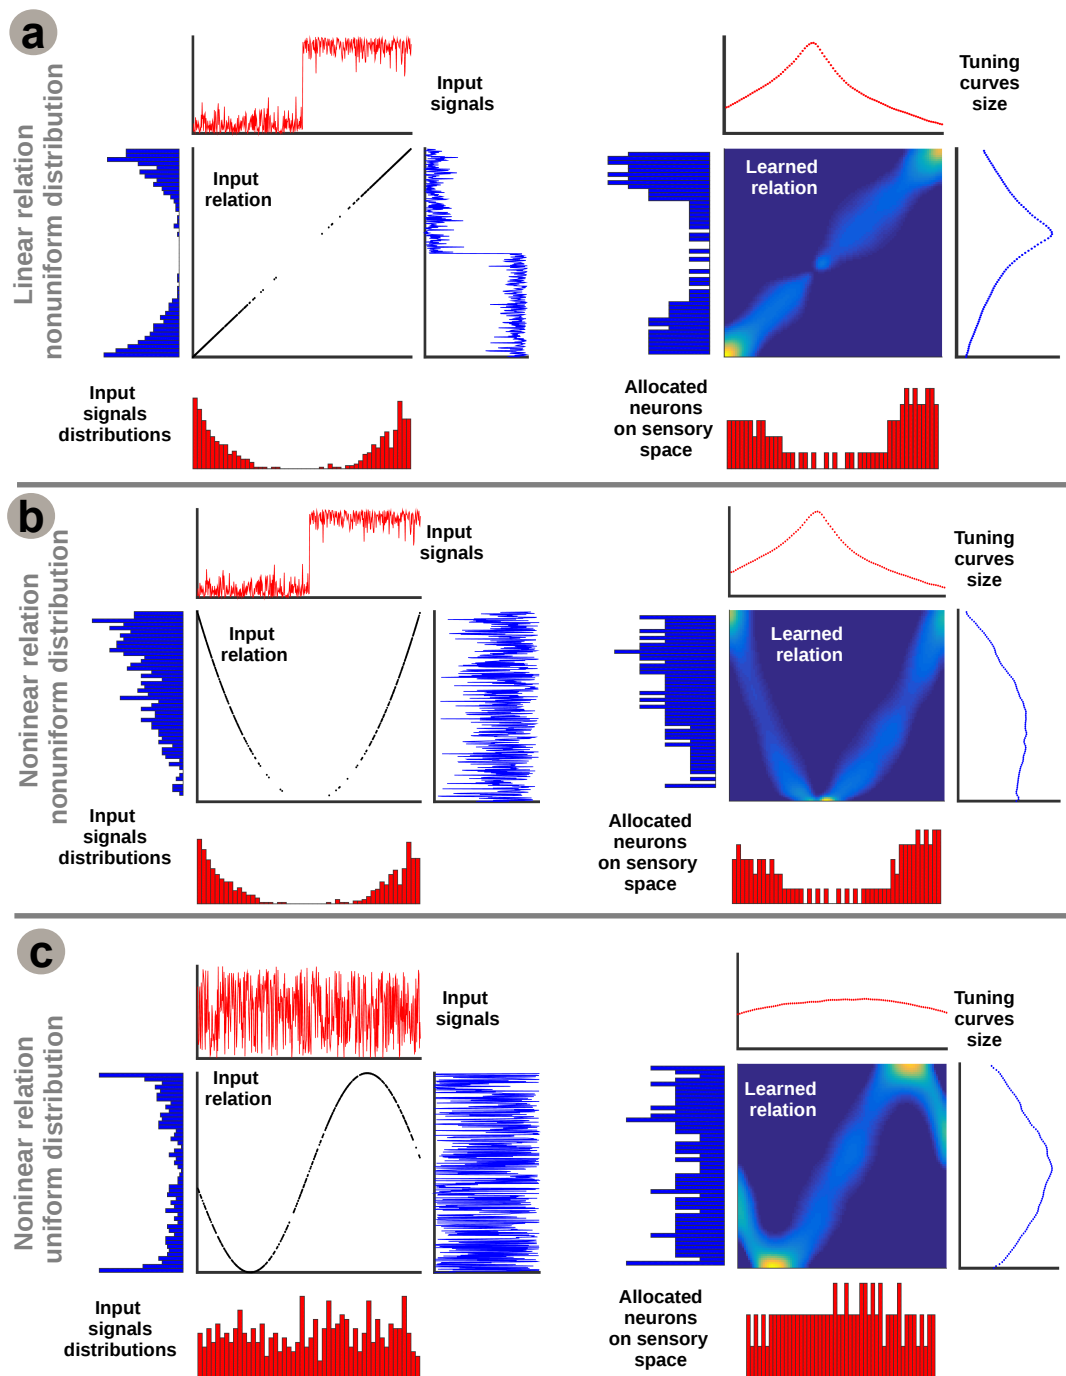 a
Linear relation
nonuniform distribution
Input
signals
Input
relation
Input
signals
distributions
Tuning
curves
size
Learned
relation
Allocated
neurons
on sensory
space
b
Noninear relation
nonuniform distribution
Input
signals
Input
relation
Input
signals
distributions
Tuning
curves
size
Learned
relation
Allocated
neurons
on sensory
space
c
Noninear relation
uniform distribution
Input
signals
Input
relation
Input
signals
distributions
Tuning
curves
size
Learned
relation
Allocated
neurons
on sensory
space